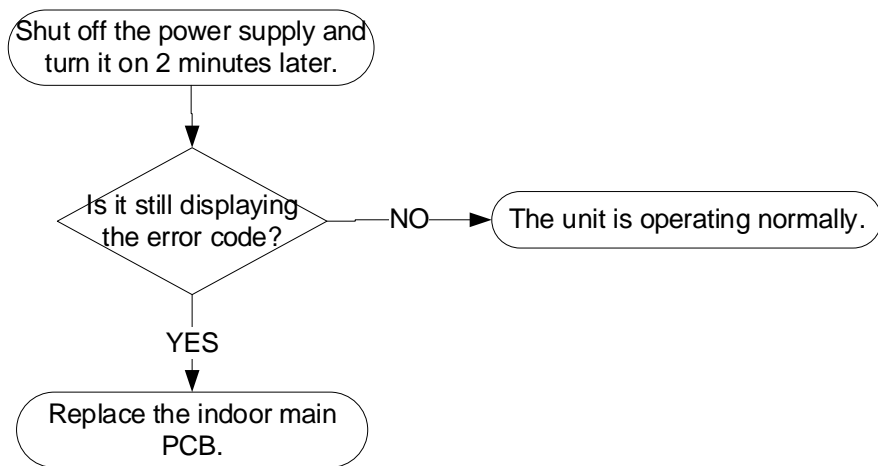 Shut off the power supply and
turn it on 2 minutes later.
Is it still displaying
the error code?
NO
The unit is operating normally.
YES
Replace the indoor main
PCB.